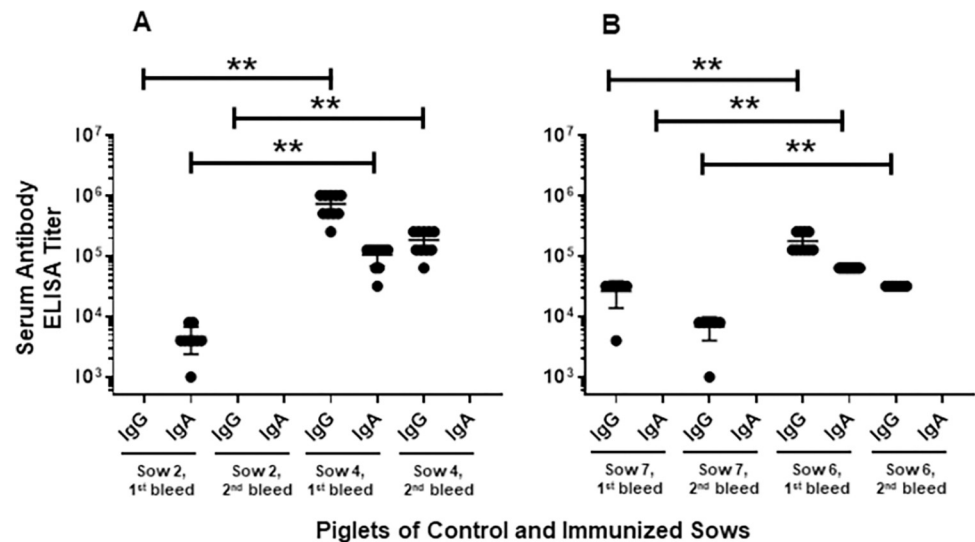 A
B
**
**
**
**
**
**
Serum Antibody
ELISA Titer
10⁷
10⁶
10⁵
10⁴
10³
10⁷
10⁶
10⁵
10⁴
10³
IgG IgA IgG IgA IgG IgA IgG IgA
IgG IgA IgG IgA IgG IgA IgG IgA
Sow 2, Sow 2, Sow 4, Sow 4,
1st bleed 2nd bleed 1st bleed 2nd bleed
Sow 7, Sow 7, Sow 6, Sow 6,
1st bleed 2nd bleed 1st bleed 2nd bleed
Piglets of Control and Immunized Sows